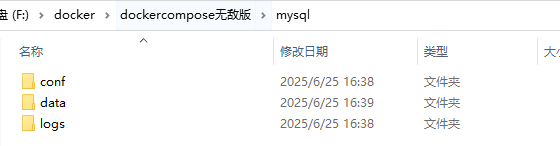 盘 (F:) › docker › dockercompose无敌版 › mysql
名称 修改日期 类型 大
conf 2025/6/25 16:38 文件夹
data 2025/6/25 16:39 文件夹
logs 2025/6/25 16:38 文件夹